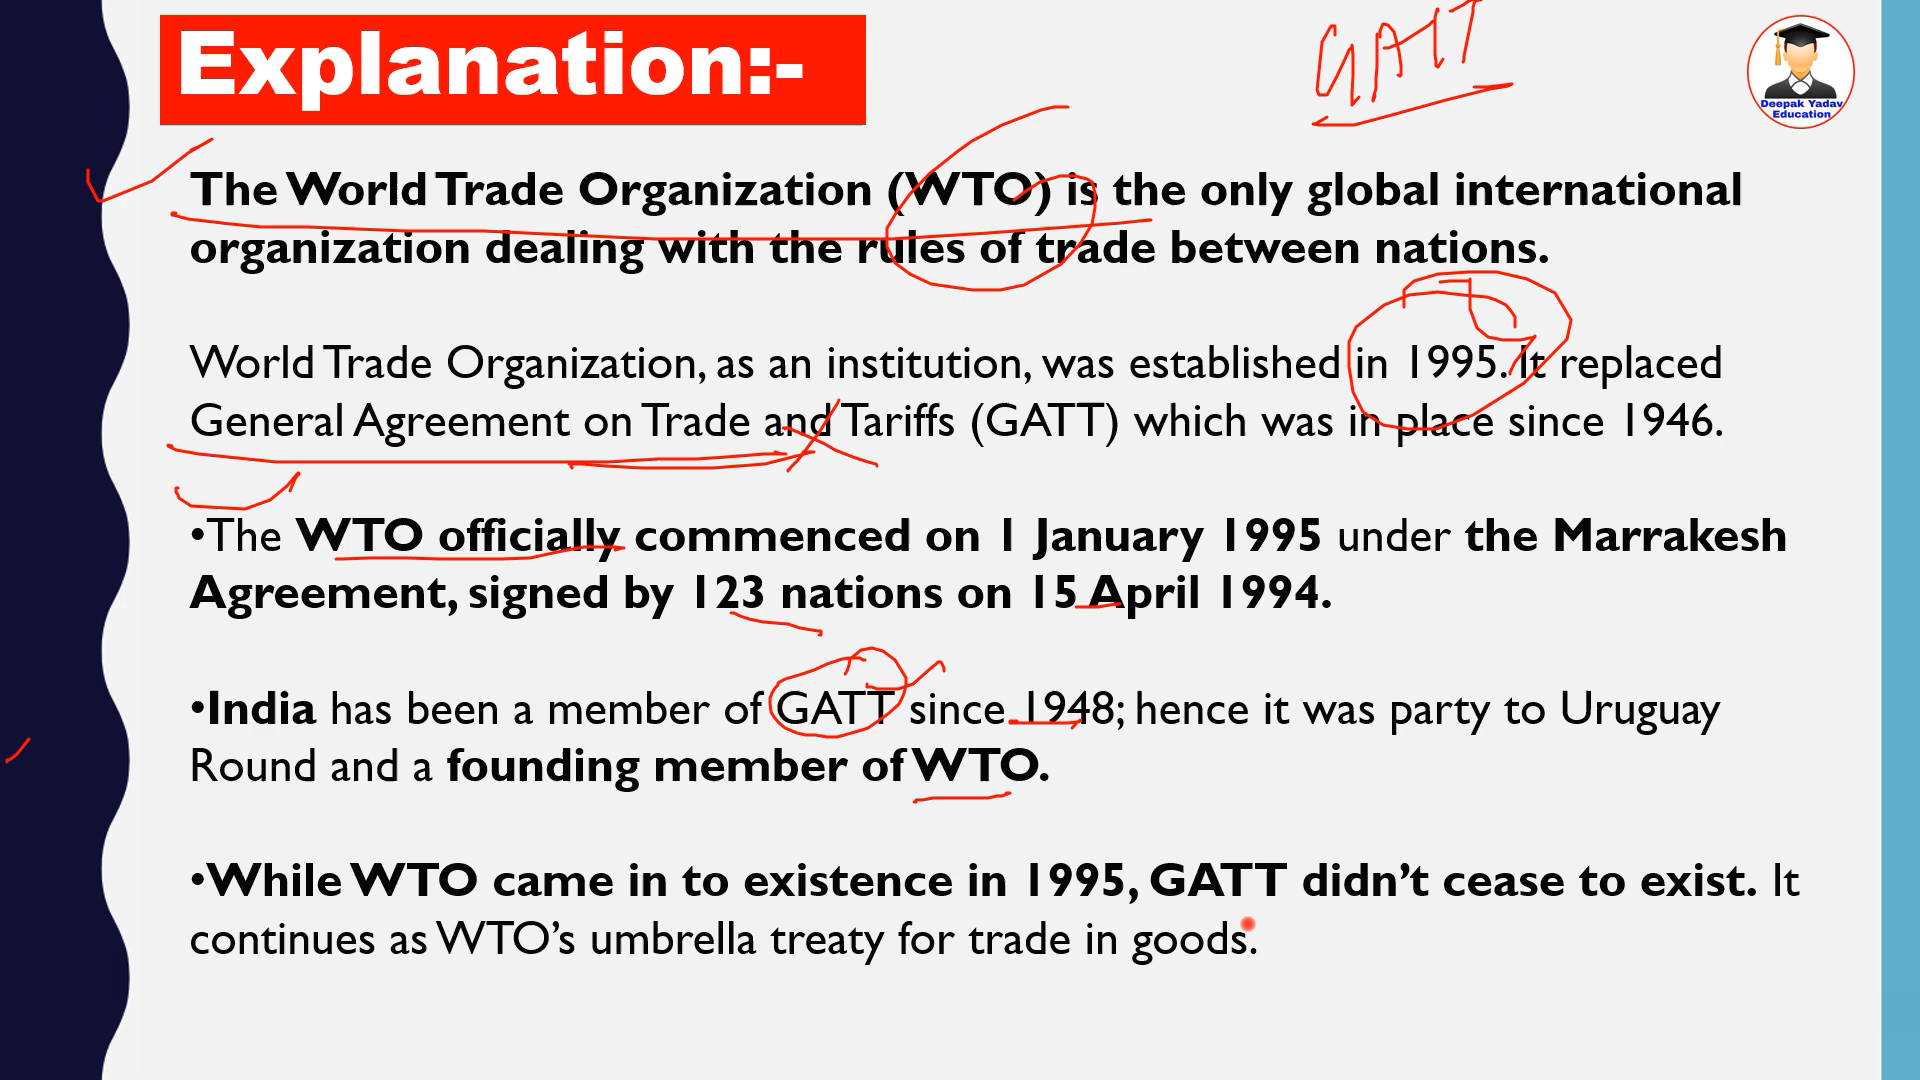 Explanation:-
GATT
Deepak Yadav
Education
The World Trade Organization (WTO) is the only global international
organization dealing with the rules of trade between nations.
World Trade Organization, as an institution, was established in 1995. It replaced
General Agreement on Trade and Tariffs (GATT) which was in place since 1946.
•The WTO officially commenced on 1 January 1995 under the Marrakesh
Agreement, signed by 123 nations on 15 April 1994.
•India has been a member of GATT since 1948; hence it was party to Uruguay
Round and a founding member of WTO.
•While WTO came in to existence in 1995, GATT didn’t cease to exist. It
continues as WTO’s umbrella treaty for trade in goods.